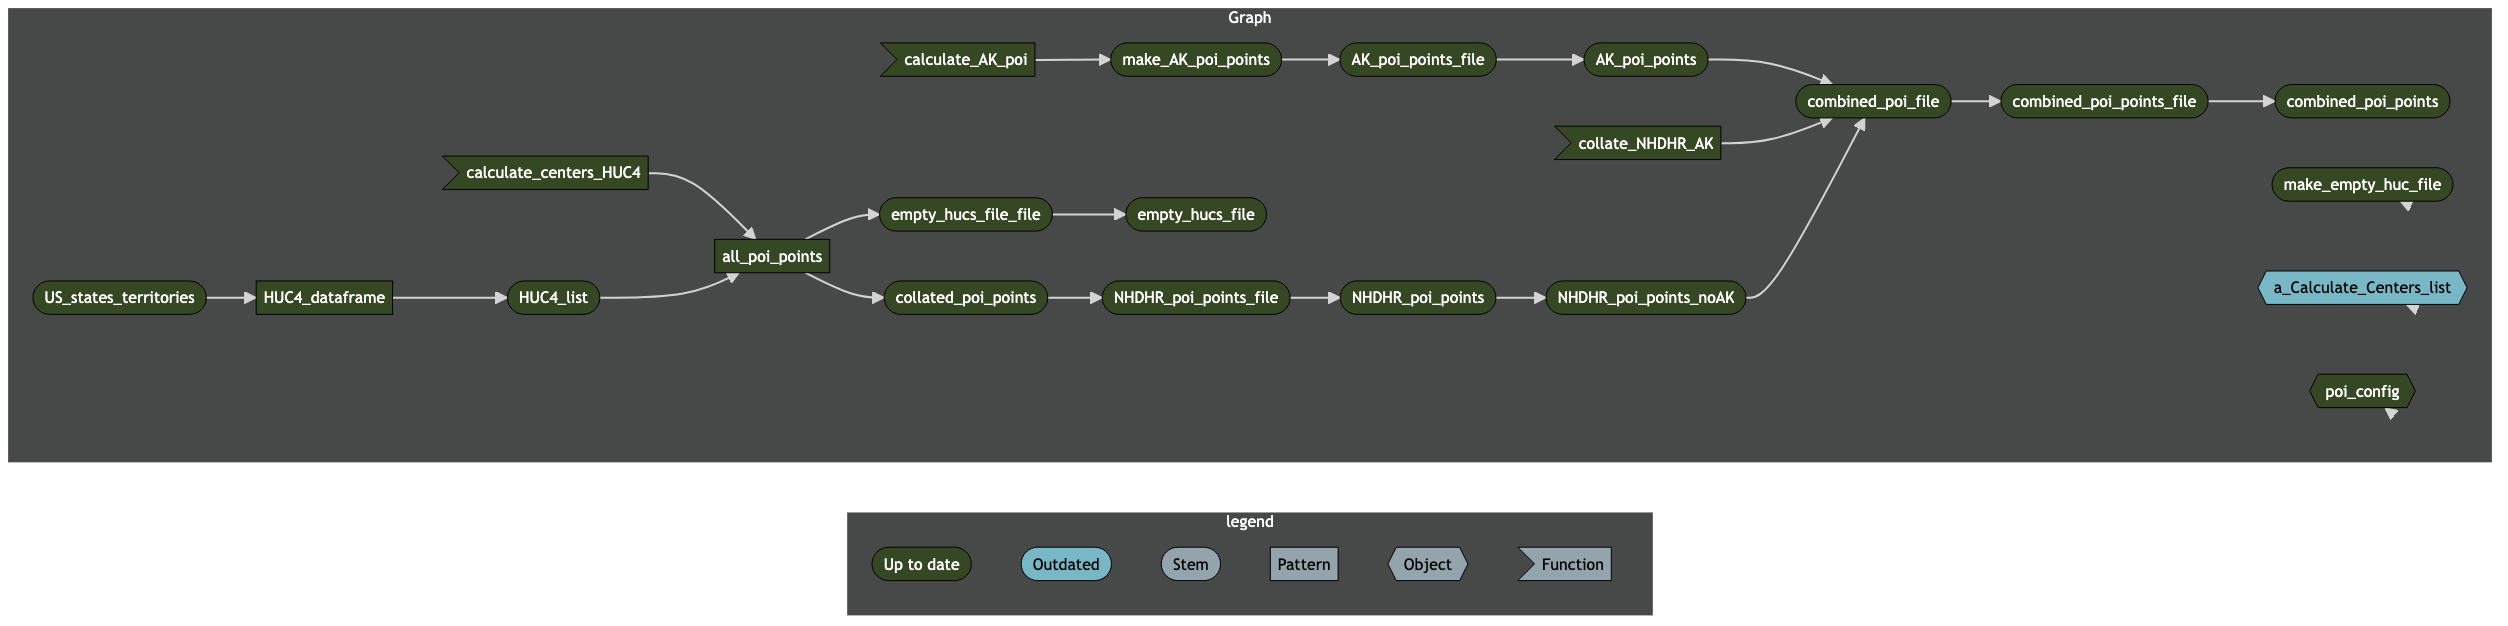 Graph
calculate_AK_poi
make_AK_poi_points
AK_poi_points_file
AK_poi_points
combined_poi_file
combined_poi_points_file
combined_poi_points
collate_NHDHR_AK
calculate_centers_HUC4
make_empty_huc_file
empty_hucs_file_file
empty_hucs_file
all_poi_points
US_states_territories
HUC4_dataframe
HUC4_list
collated_poi_points
NHDHR_poi_points_file
NHDHR_poi_points
NHDHR_poi_points_noAK
a_Calculate_Centers_list
poi_config
legend
Up to date
Outdated
Stem
Pattern
Object
Function